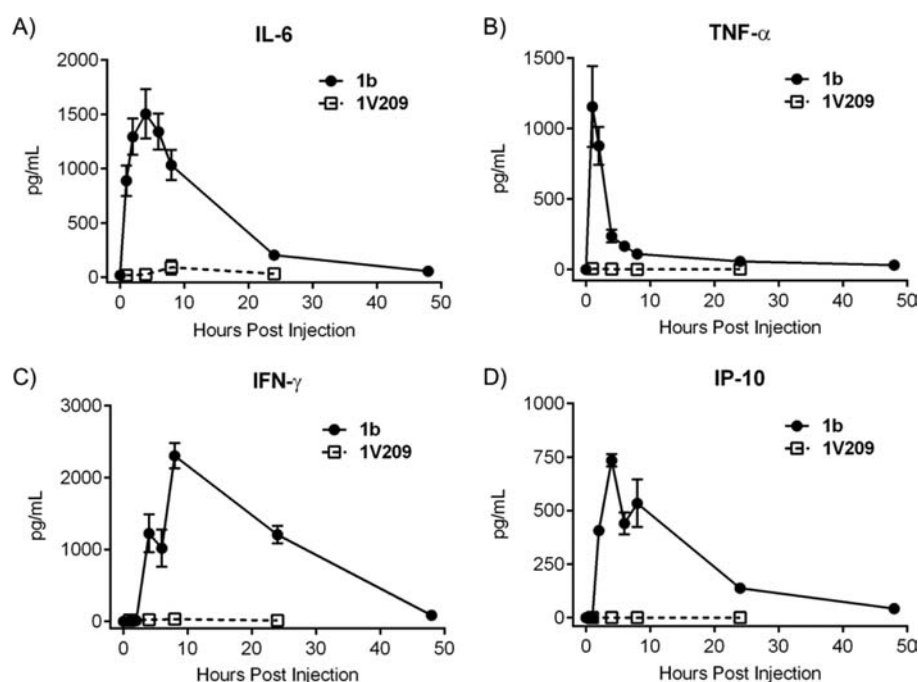 A)
IL-6
2000
1500
1000
500
0
pg/mL
1b
1V209
0 10 20 30 40 50
Hours Post Injection
B)
TNF-α
1500
1000
500
0
pg/mL
1b
1V209
0 10 20 30 40 50
Hours Post Injection
C)
IFN-γ
3000
2000
1000
0
pg/mL
1b
1V209
0 10 20 30 40 50
Hours Post Injection
D)
IP-10
1000
750
500
250
0
pg/mL
1b
1V209
0 10 20 30 40 50
Hours Post Injection